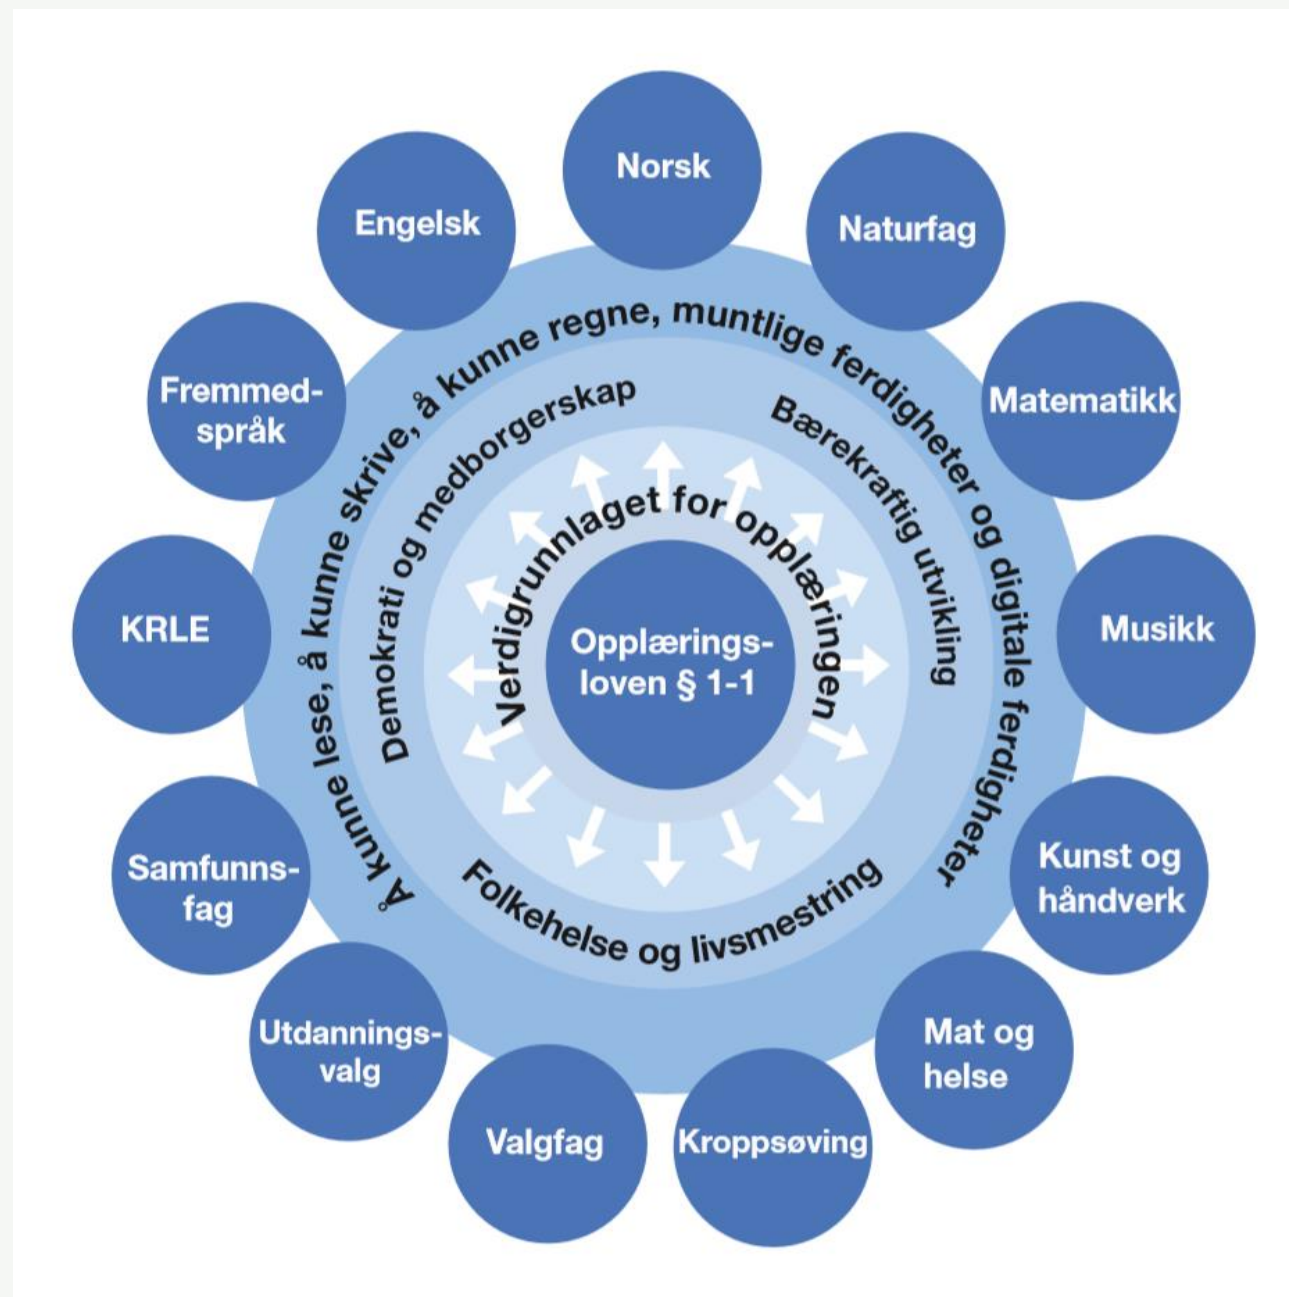 Norsk
Naturfag
Matematikk
Musikk
Kunst og
håndverk
Mat og
helse
Kroppsøving
Valgfag
Utdannings-
valg
Samfunns-
fag
KRLE
Fremmed-
språk
Engelsk
Å kunne lese, å kunne skrive, å kunne regne, muntlige ferdigheter og digitale ferdigheter
Demokrati og medborgerskap
Bærekraftig utvikling
Folkehelse og livsmestring
Verdigrunnlaget for opplæringen
Opplærings-
loven § 1-1